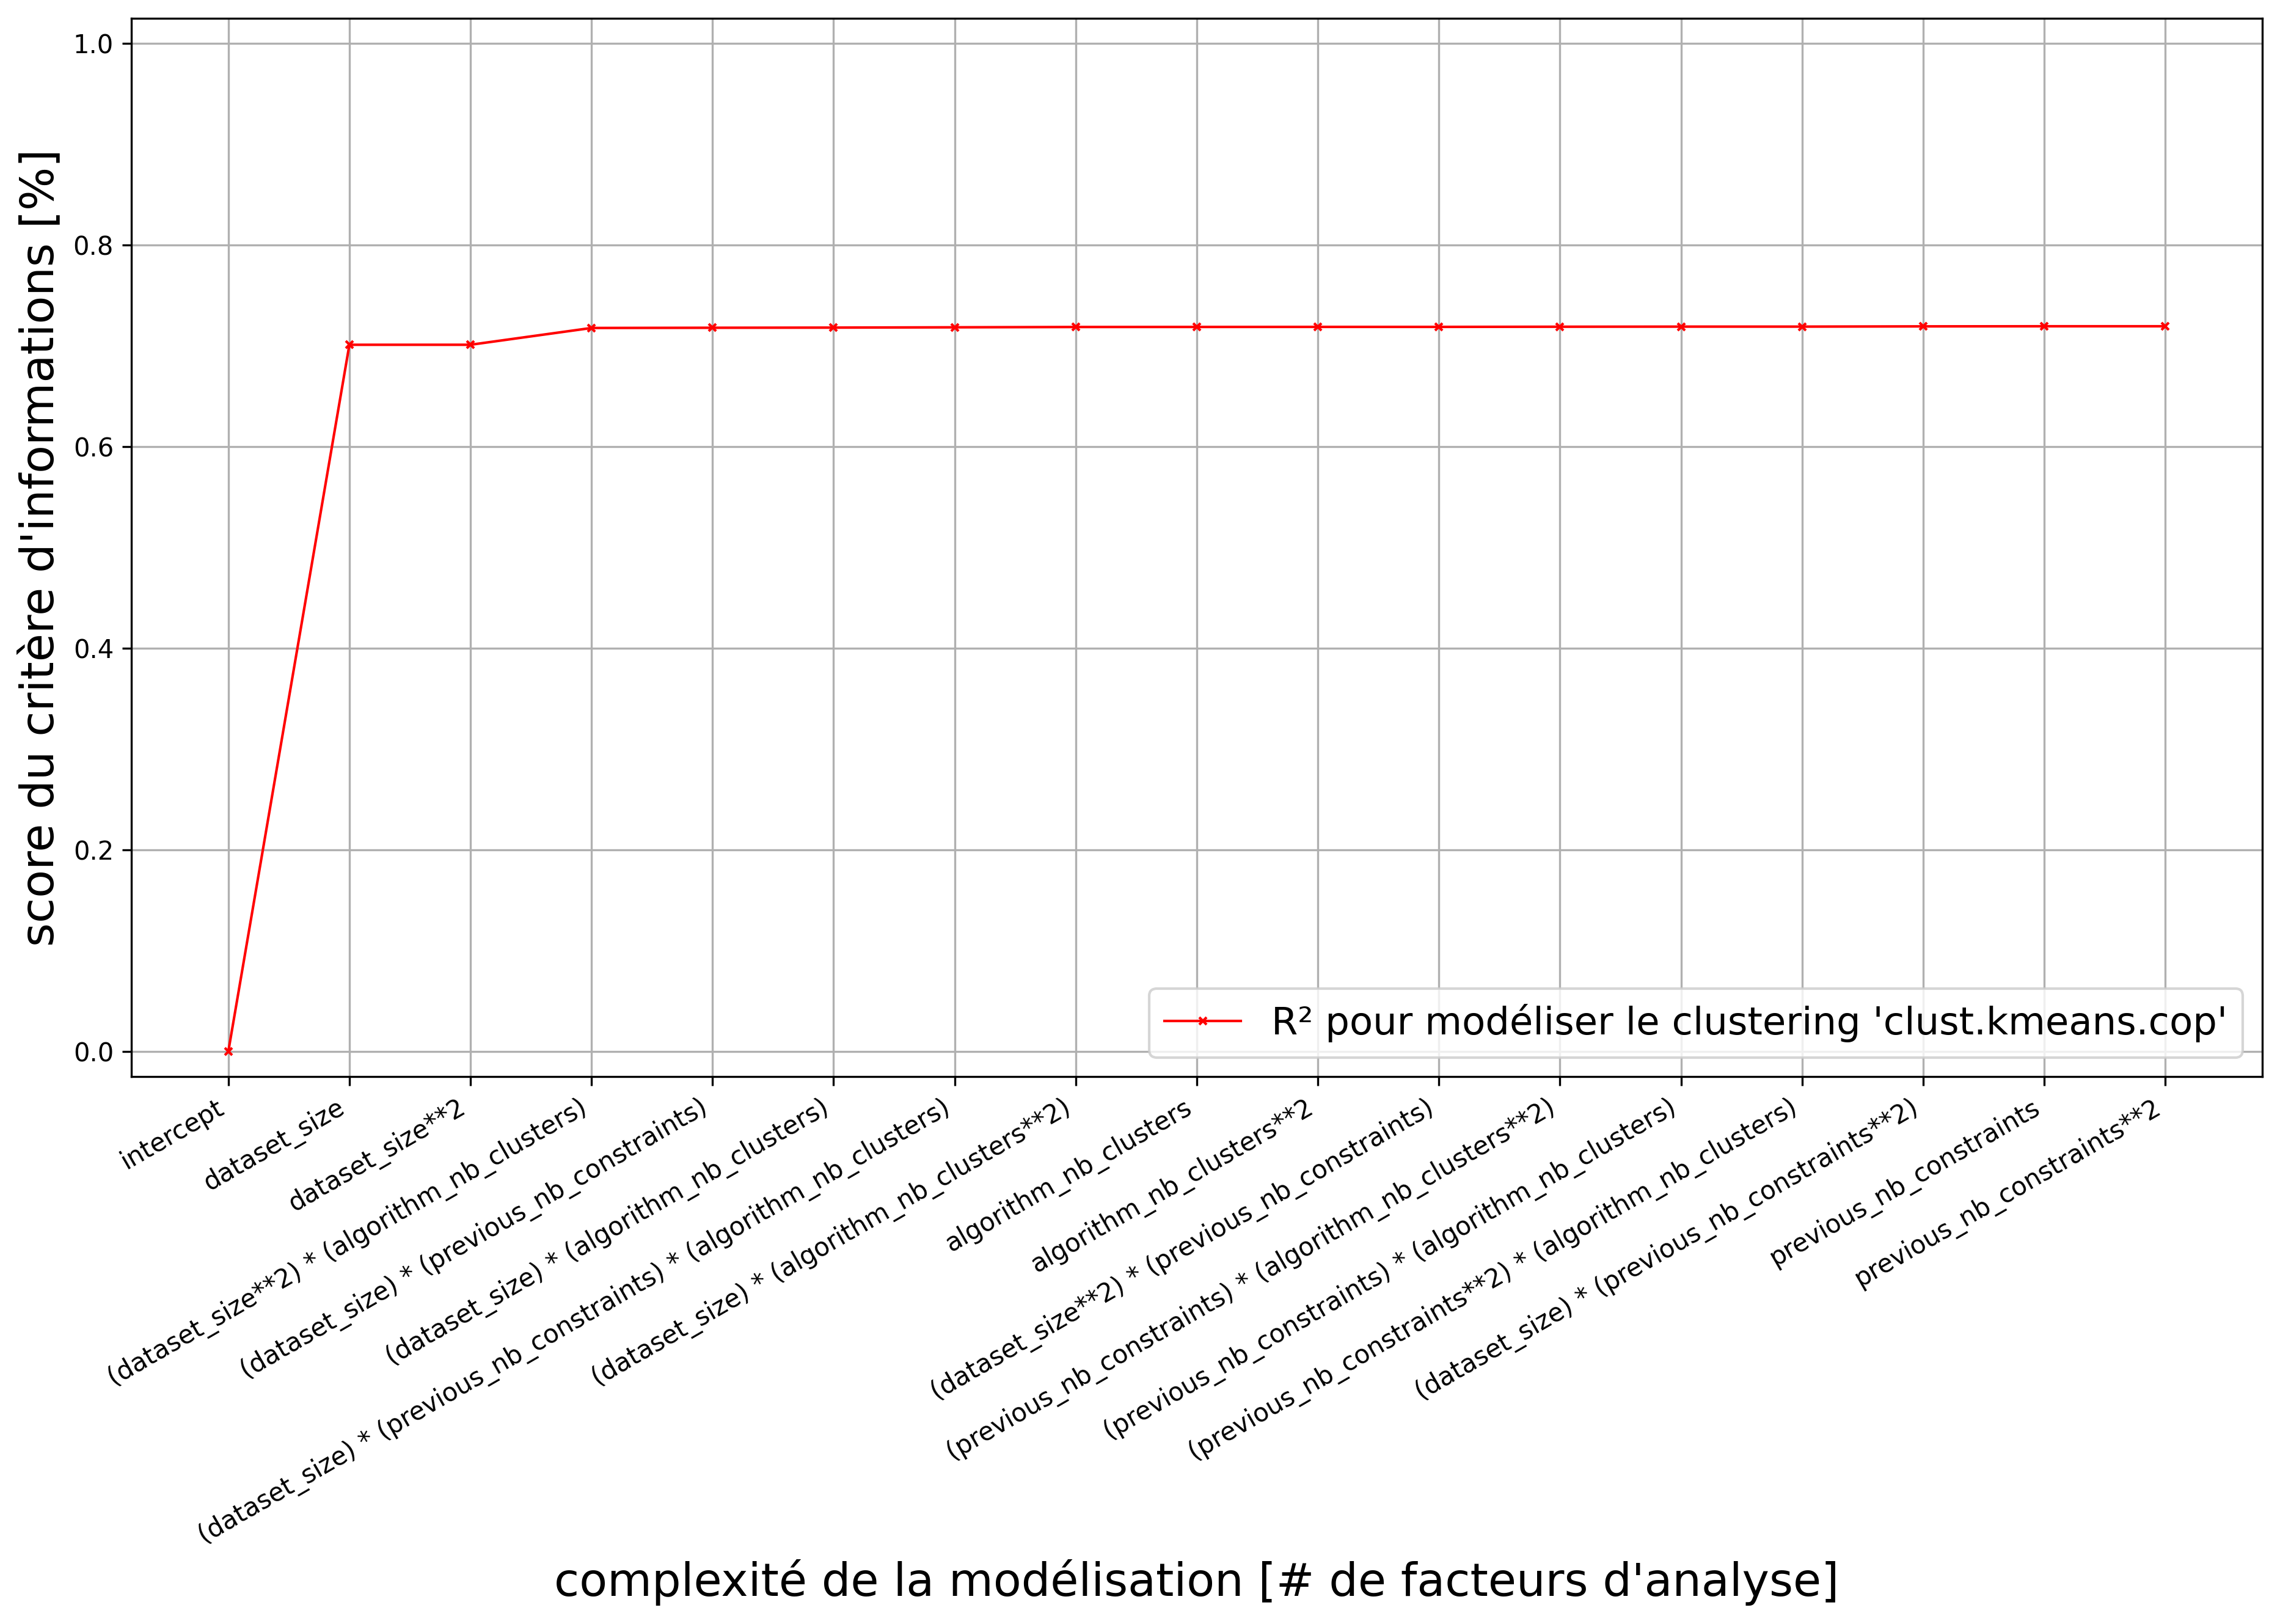 score du critère d'informations [%]
1.0
0.8
0.6
0.4
0.2
0.0
R² pour modéliser le clustering 'clust.kmeans.cop'
intercept
dataset_size
dataset_size**2
(dataset_size**2) * (algorithm_nb_clusters)
(dataset_size) * (previous_nb_constraints)
(dataset_size) * (algorithm_nb_clusters)
(dataset_size) * (previous_nb_constraints) * (algorithm_nb_clusters)
(dataset_size) * (algorithm_nb_clusters**2)
algorithm_nb_clusters
algorithm_nb_clusters**2
(dataset_size**2) * (previous_nb_constraints)
(previous_nb_constraints) * (algorithm_nb_clusters**2)
(previous_nb_constraints) * (algorithm_nb_clusters)
(previous_nb_constraints**2) * (algorithm_nb_clusters)
(dataset_size) * (previous_nb_constraints**2)
previous_nb_constraints
previous_nb_constraints**2
complexité de la modélisation [# de facteurs d'analyse]